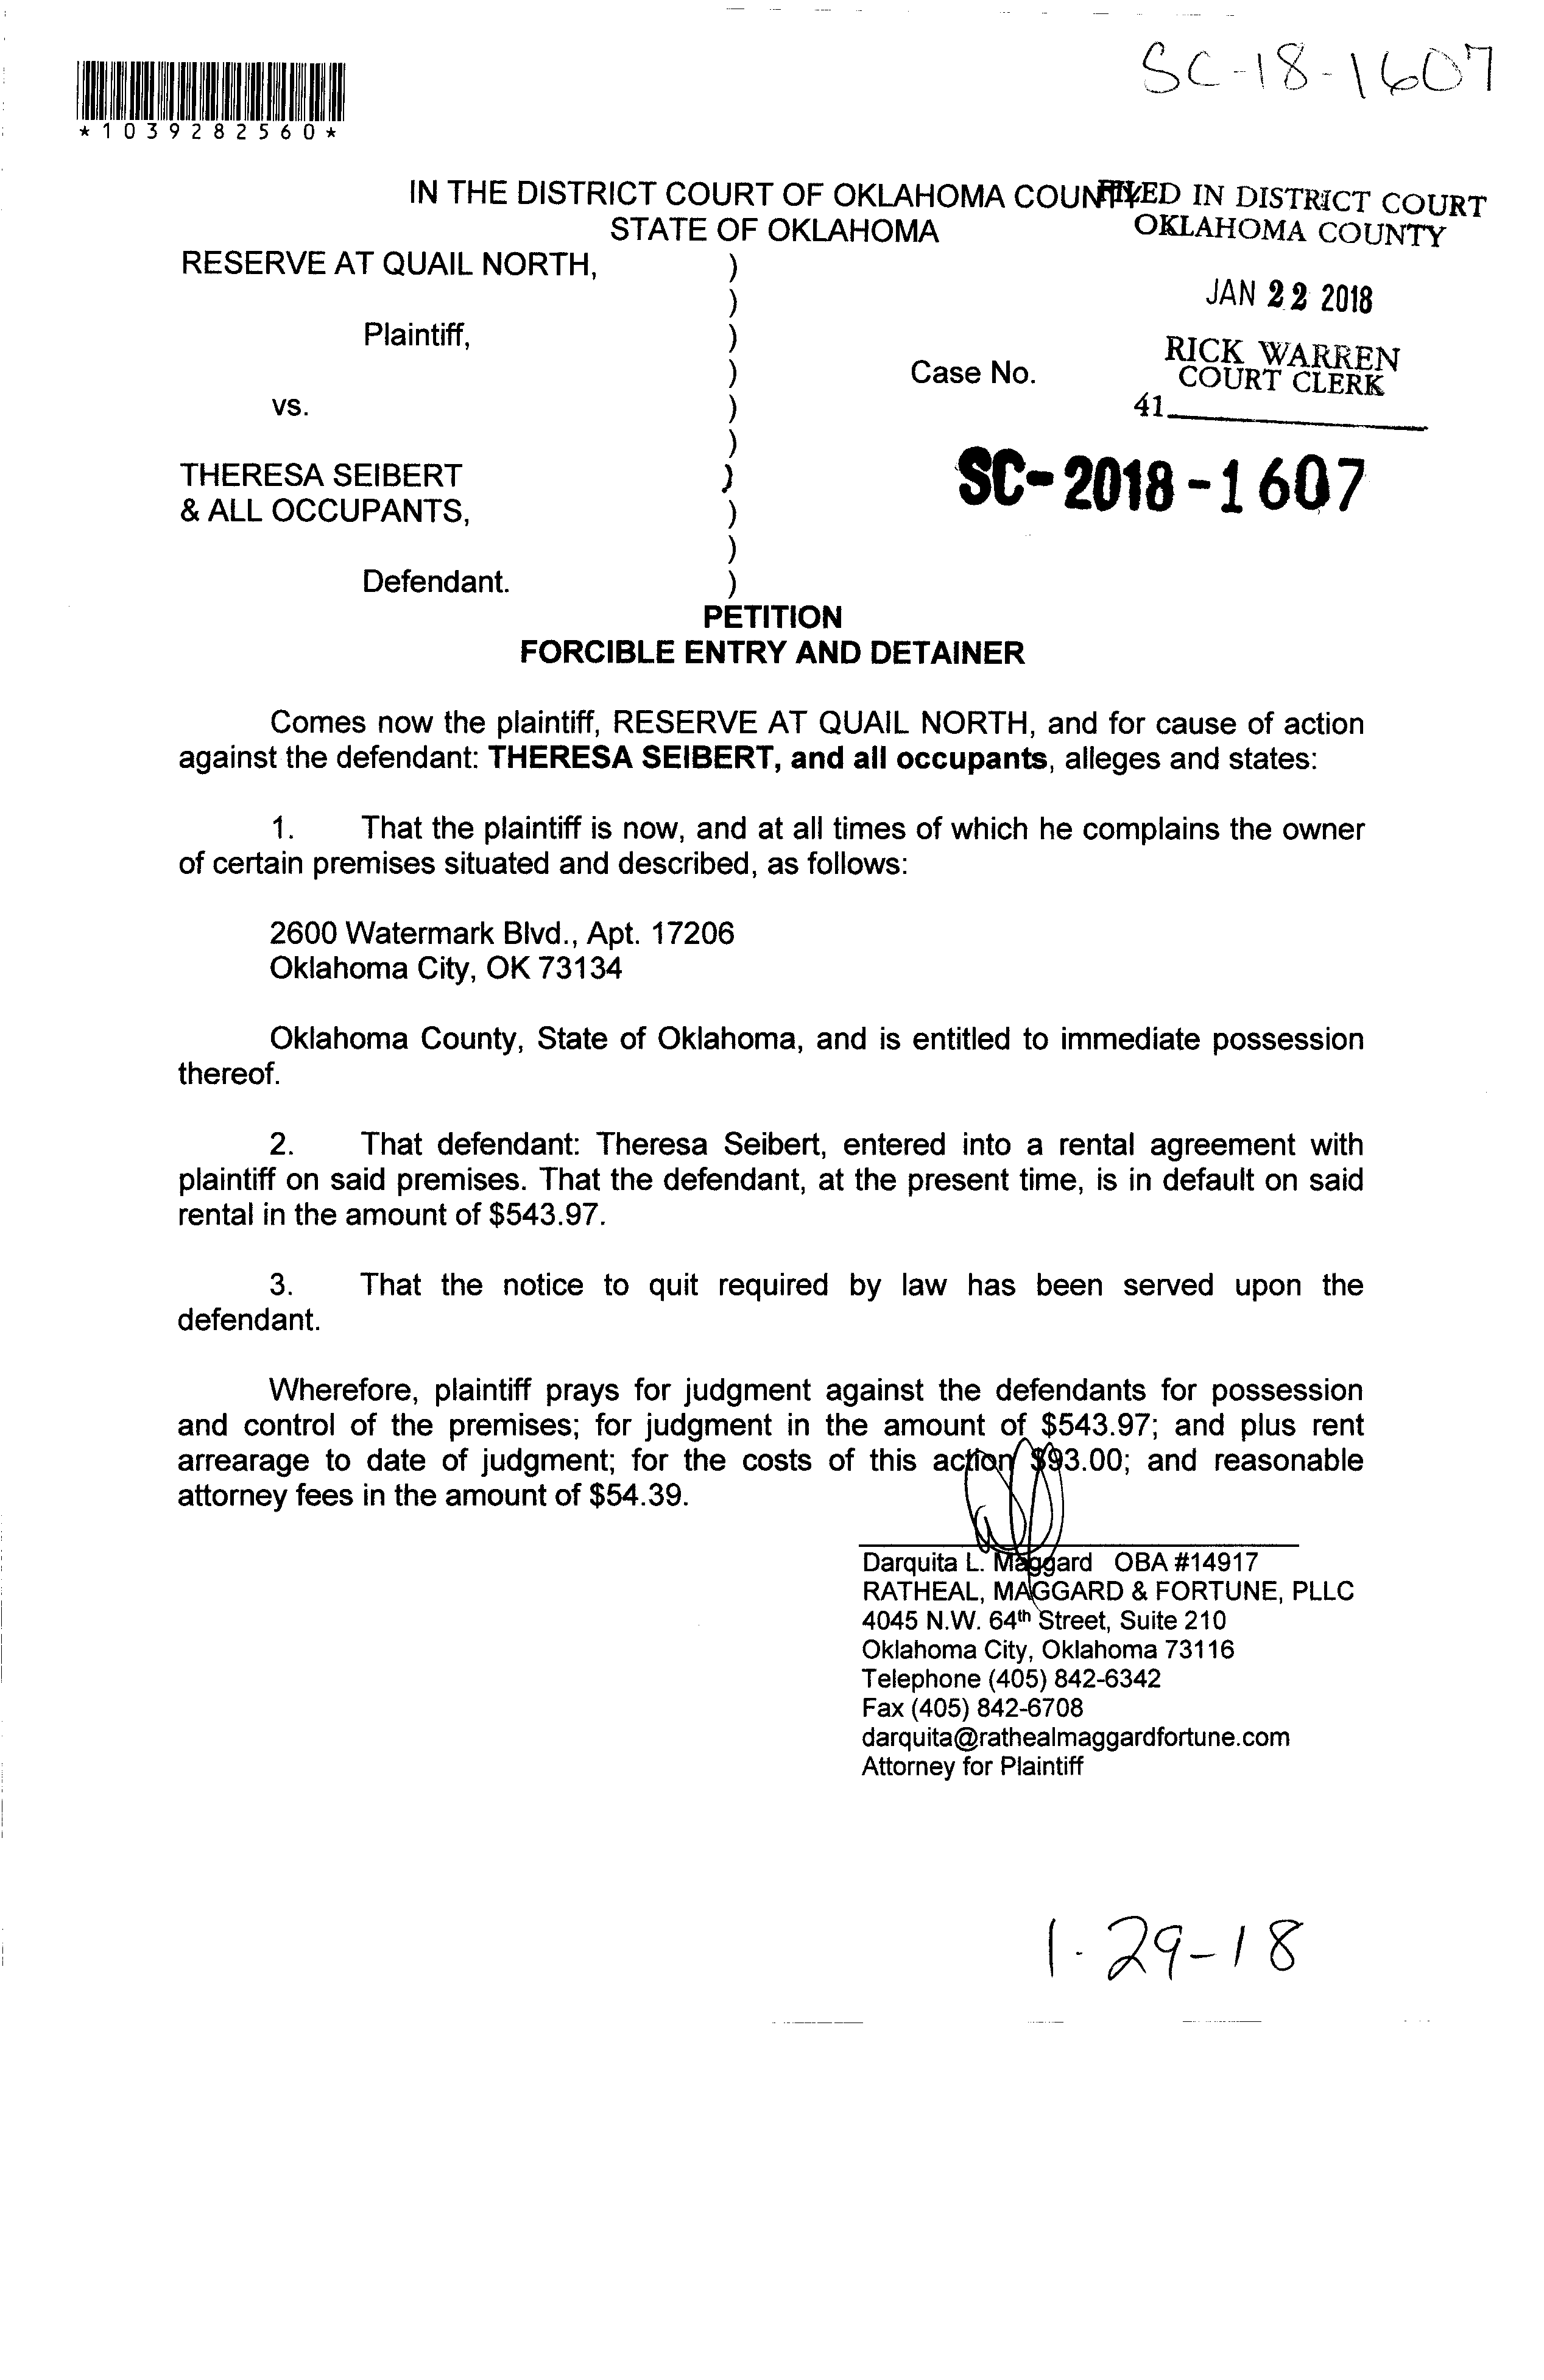 SC-18-1607
*1039282560*
IN THE DISTRICT COURT OF OKLAHOMA COUNTY
STATE OF OKLAHOMA
FILED IN DISTRICT COURT
OKLAHOMA COUNTY
JAN 22 2018
RICK WARREN
COURT CLERK
41
RESERVE AT QUAIL NORTH, )
)
Plaintiff, )
) Case No.
vs. )
)
THERESA SEIBERT )
& ALL OCCUPANTS, )
)
Defendant. )
SC-2018-1607
PETITION
FORCIBLE ENTRY AND DETAINER
Comes now the plaintiff, RESERVE AT QUAIL NORTH, and for cause of action
against the defendant: THERESA SEIBERT, and all occupants, alleges and states:
1. That the plaintiff is now, and at all times of which he complains the owner
of certain premises situated and described, as follows:
2600 Watermark Blvd., Apt. 17206
Oklahoma City, OK 73134
Oklahoma County, State of Oklahoma, and is entitled to immediate possession
thereof.
2. That defendant: Theresa Seibert, entered into a rental agreement with
plaintiff on said premises. That the defendant, at the present time, is in default on said
rental in the amount of $543.97.
3. That the notice to quit required by law has been served upon the
defendant.
Wherefore, plaintiff prays for judgment against the defendants for possession
and control of the premises; for judgment in the amount of $543.97; and plus rent
arrearage to date of judgment; for the costs of this action $93.00; and reasonable
attorney fees in the amount of $54.39.
Darquita L. Maggard OBA #14917
RATHEAL, MAGGARD & FORTUNE, PLLC
4045 N.W. 64th Street, Suite 210
Oklahoma City, Oklahoma 73116
Telephone (405) 842-6342
Fax (405) 842-6708
darquita@rathealmaggardfortune.com
Attorney for Plaintiff
1-29-18